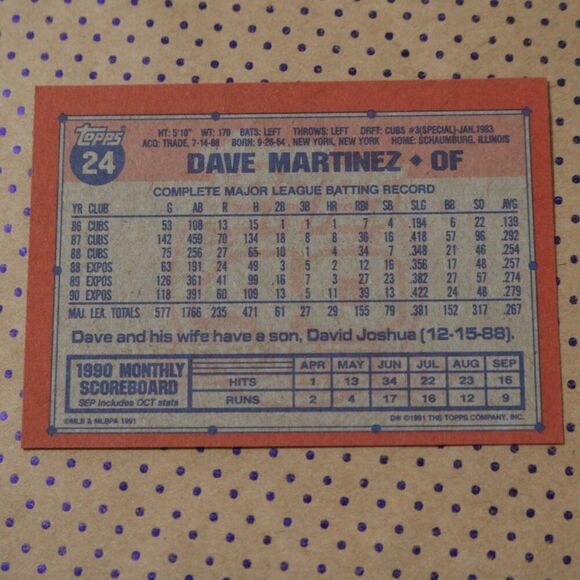 topps
24
HT: 5'10" WT: 170 BATS: LEFT THROWS: LEFT DRFT: CUBS #3(SPECIAL)-JAN.1983
ACQ: TRADE, 7-14-88 BORN: 9-26-64, NEW YORK, NEW YORK HOME: SCHAUMBURG, ILLINOIS
DAVE MARTINEZ ♦ OF
COMPLETE MAJOR LEAGUE BATTING RECORD
YR CLUB G AB R H 2B 3B HR RBI SB SLG BB SO AVG
86 CUBS 53 108 13 15 1 1 1 7 4 .194 6 22 .139
87 CUBS 142 459 70 134 18 8 8 36 16 .418 57 96 .292
88 CUBS 75 256 27 65 10 1 4 34 7 .348 21 46 .254
88 EXPOS 63 191 24 49 3 5 2 12 16 .356 17 48 .257
89 EXPOS 126 361 41 99 16 7 3 27 23 .382 27 57 .274
90 EXPOS 118 391 60 109 13 5 11 39 13 .422 24 48 .279
MAJ. LEA. TOTALS 577 1766 235 471 61 27 29 155 79 .381 152 317 .267
Dave and his wife have a son, David Joshua (12-15-88).
1990 MONTHLY SCOREBOARD
SEP includes OCT stats
APR MAY JUN JUL AUG SEP
HITS 1 13 34 22 23 16
RUNS 2 4 17 16 12 9
©MLB & MLBPA 1991
D# ©1991 THE TOPPS COMPANY, INC.